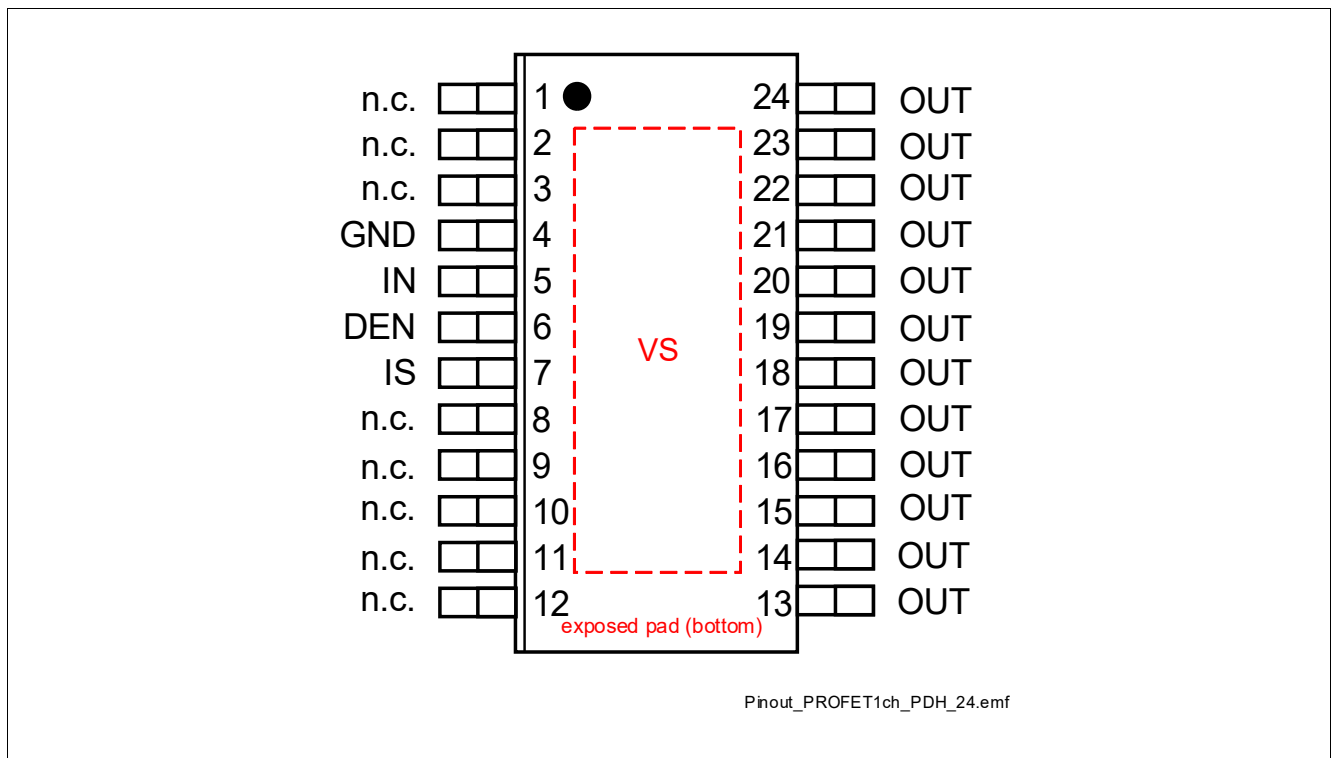 n.c. 1 24 OUT
n.c. 2 23 OUT
n.c. 3 22 OUT
GND 4 21 OUT
IN 5 20 OUT
DEN 6 19 OUT
VS
IS 7 18 OUT
n.c. 8 17 OUT
n.c. 9 16 OUT
n.c. 10 15 OUT
n.c. 11 14 OUT
n.c. 12 13 OUT
exposed pad (bottom)
Pinout_PROFET1ch_PDH_24.emf